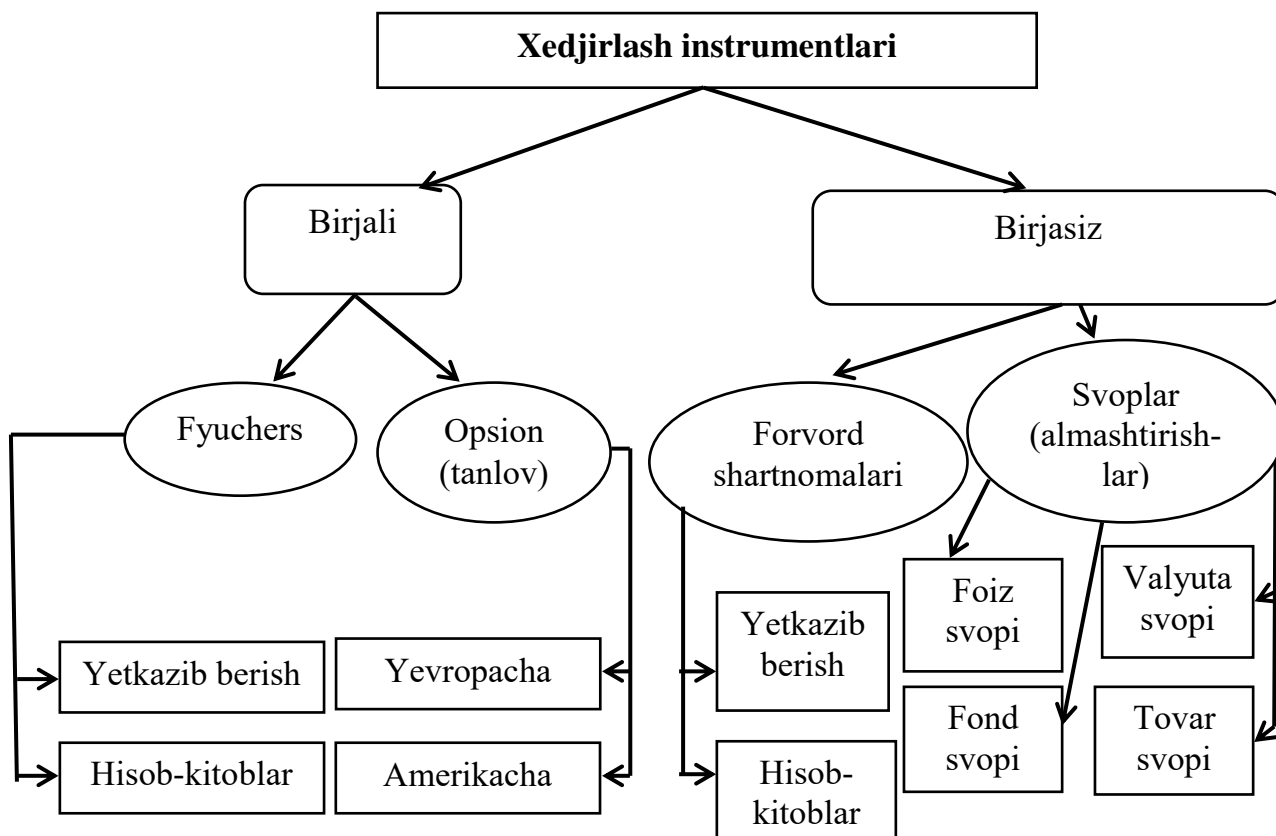 Xedjirlash instrumentlari
Birjali
Birjasiz
Fyuchers
Opsion
(tanlov)
Forvord
shartnomalari
Svoplar
(almashtirish-
lar)
Yetkazib berish
Hisob-kitoblar
Yevropacha
Amerikacha
Yetkazib
berish
Hisob-
kitoblar
Foiz
svopi
Fond
svopi
Valyuta
svopi
Tovar
svopi